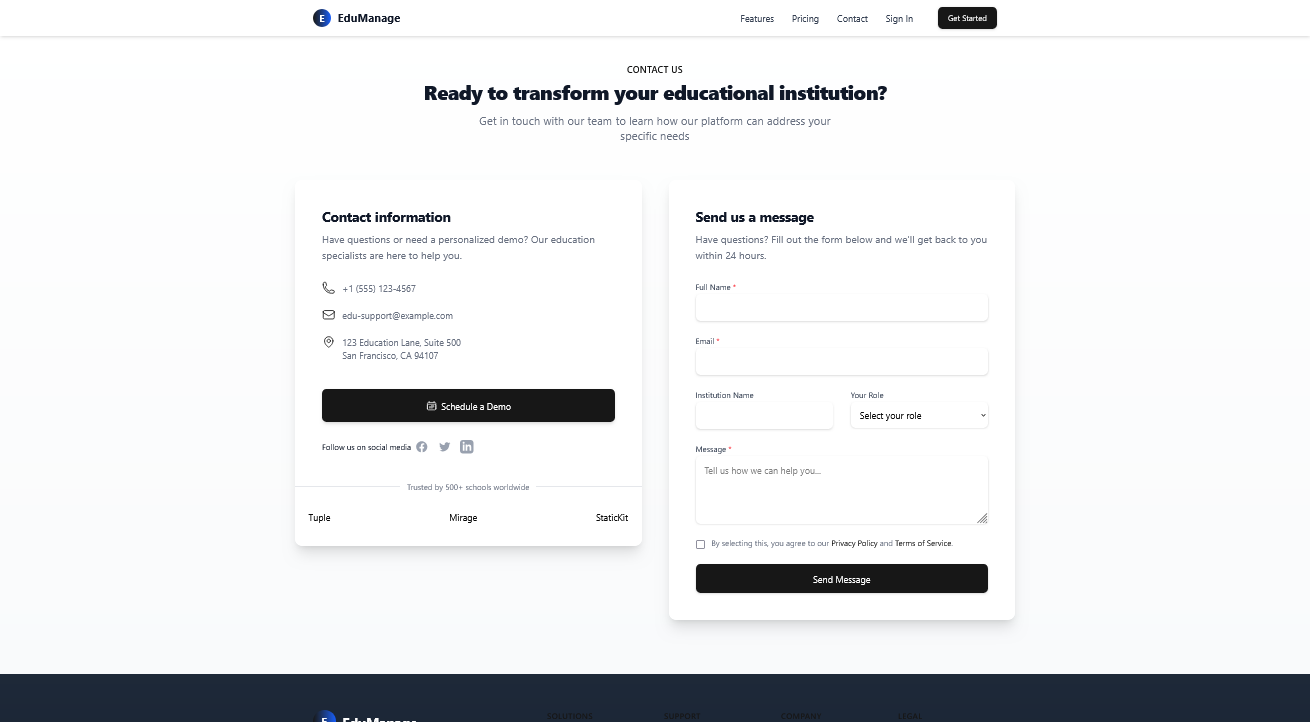 E EduManage
Features Pricing Contact Sign In Get Started
CONTACT US
Ready to transform your educational institution?
Get in touch with our team to learn how our platform can address your
specific needs
Contact information
Have questions or need a personalized demo? Our education
specialists are here to help you.
+1 (555) 123-4567
edu-support@example.com
123 Education Lane, Suite 500
San Francisco, CA 94107
Schedule a Demo
Follow us on social media
Trusted by 500+ schools worldwide
Tuple Mirage StaticKit
Send us a message
Have questions? Fill out the form below and we'll get back to you
within 24 hours.
Full Name *
Email *
Institution Name Your Role
Select your role
Message *
Tell us how we can help you...
By selecting this, you agree to our Privacy Policy and Terms of Service.
Send Message
E EduManage SOLUTIONS SUPPORT COMPANY LEGAL